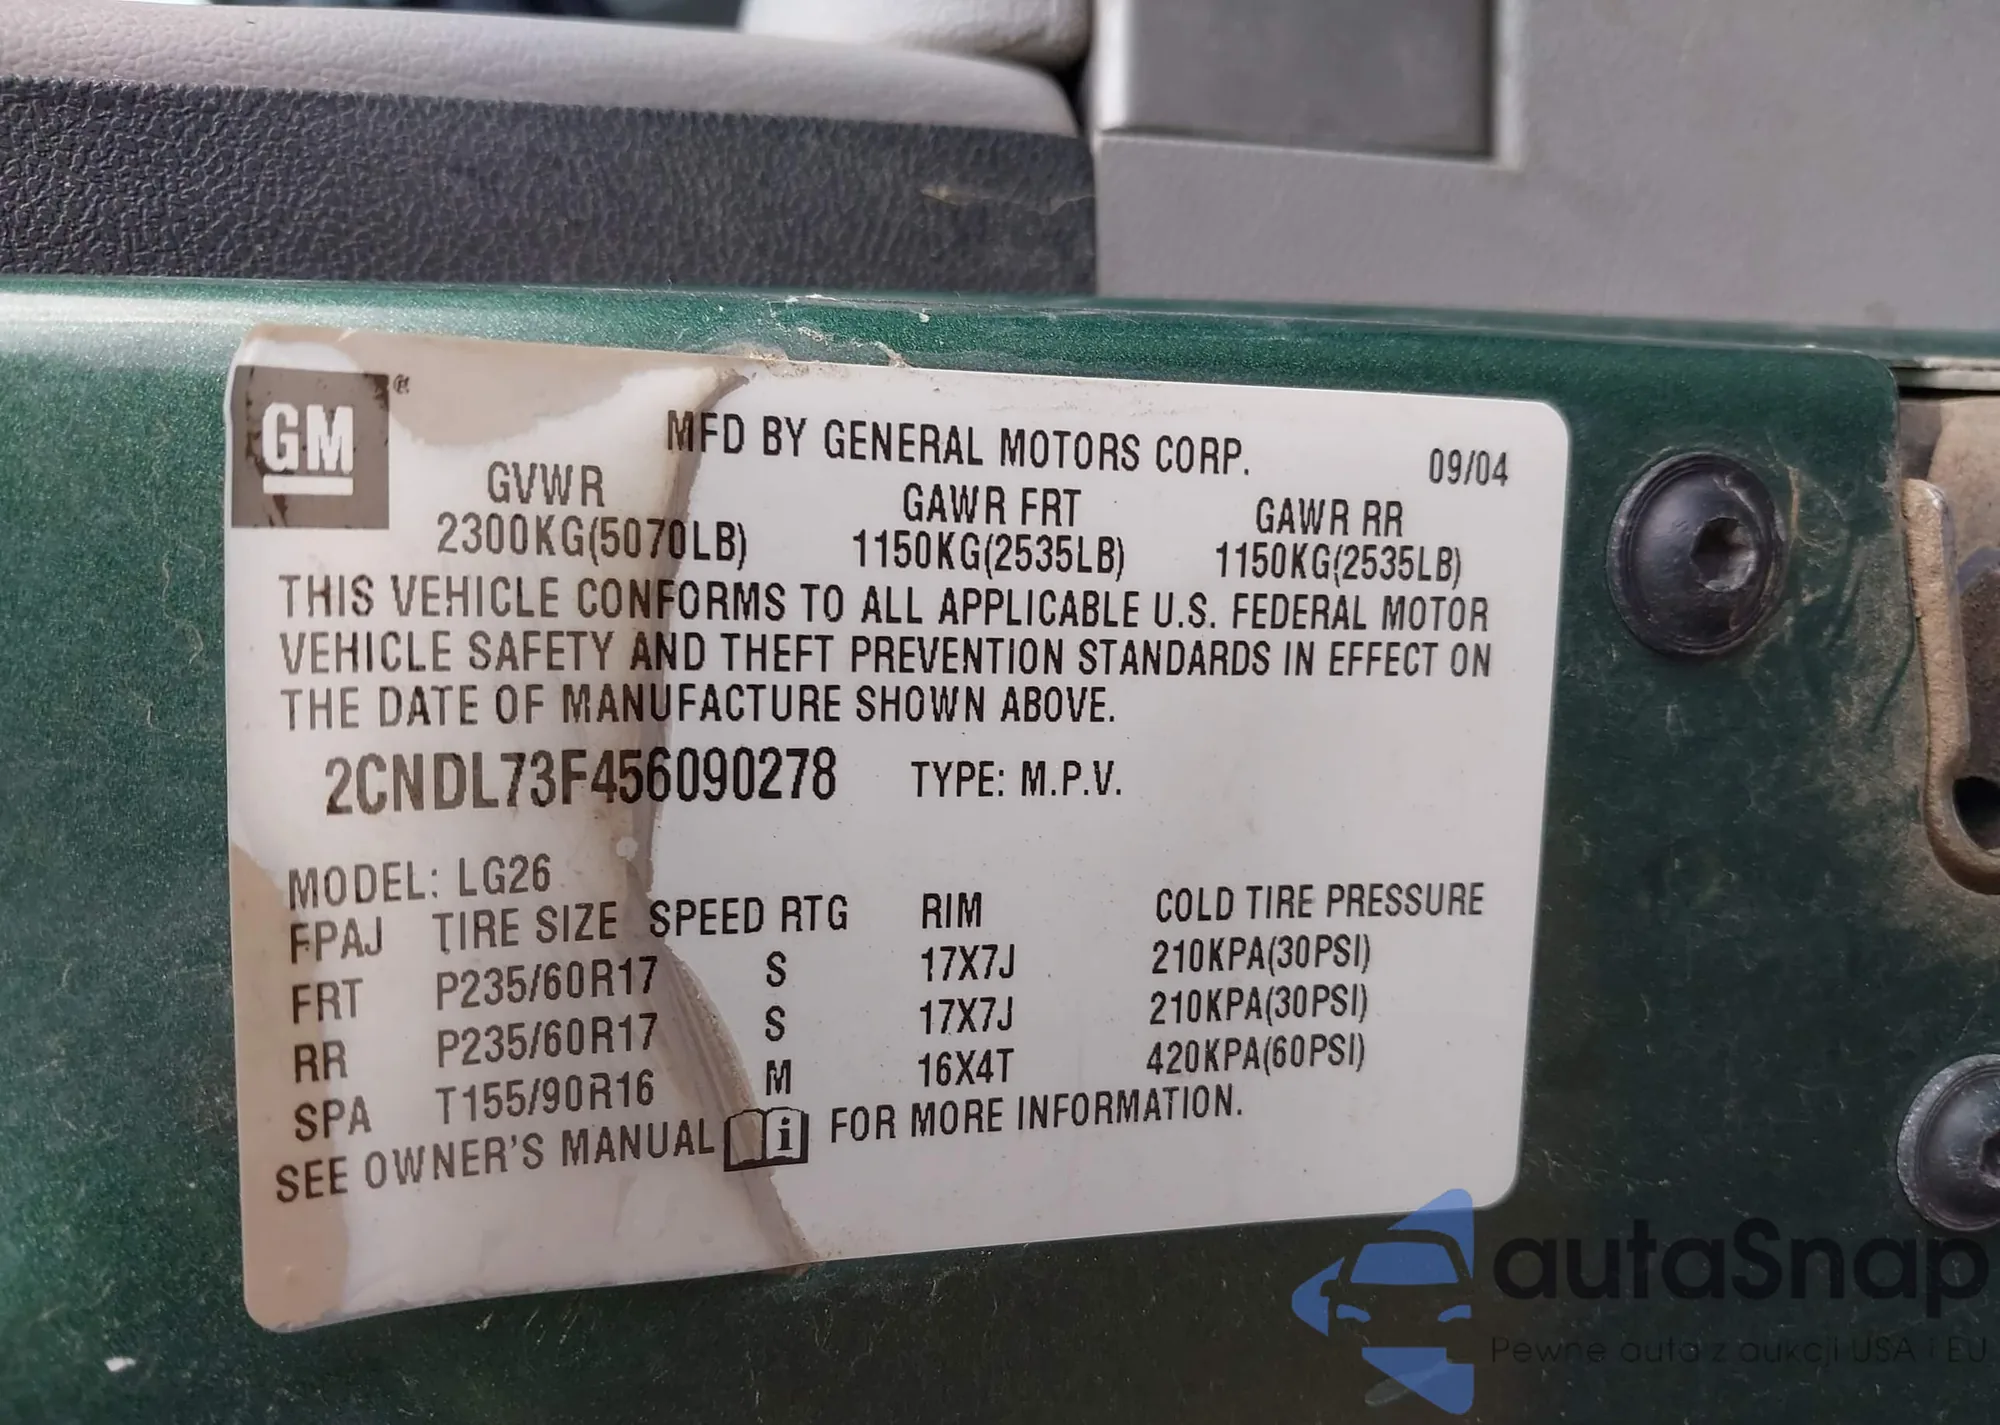 GM ®
MFD BY GENERAL MOTORS CORP. 09/04
GVWR GAWR FRT GAWR RR
2300KG(5070LB) 1150KG(2535LB) 1150KG(2535LB)
THIS VEHICLE CONFORMS TO ALL APPLICABLE U.S. FEDERAL MOTOR
VEHICLE SAFETY AND THEFT PREVENTION STANDARDS IN EFFECT ON
THE DATE OF MANUFACTURE SHOWN ABOVE.
2CNDL73F456090278 TYPE: M.P.V.
MODEL: LG26
FPAJ TIRE SIZE SPEED RTG RIM COLD TIRE PRESSURE
FRT P235/60R17 S 17X7J 210KPA(30PSI)
RR P235/60R17 S 17X7J 210KPA(30PSI)
SPA T155/90R16 M 16X4T 420KPA(60PSI)
SEE OWNER'S MANUAL i FOR MORE INFORMATION.
autaSnap
Pewne auta z aukcji USA i EU